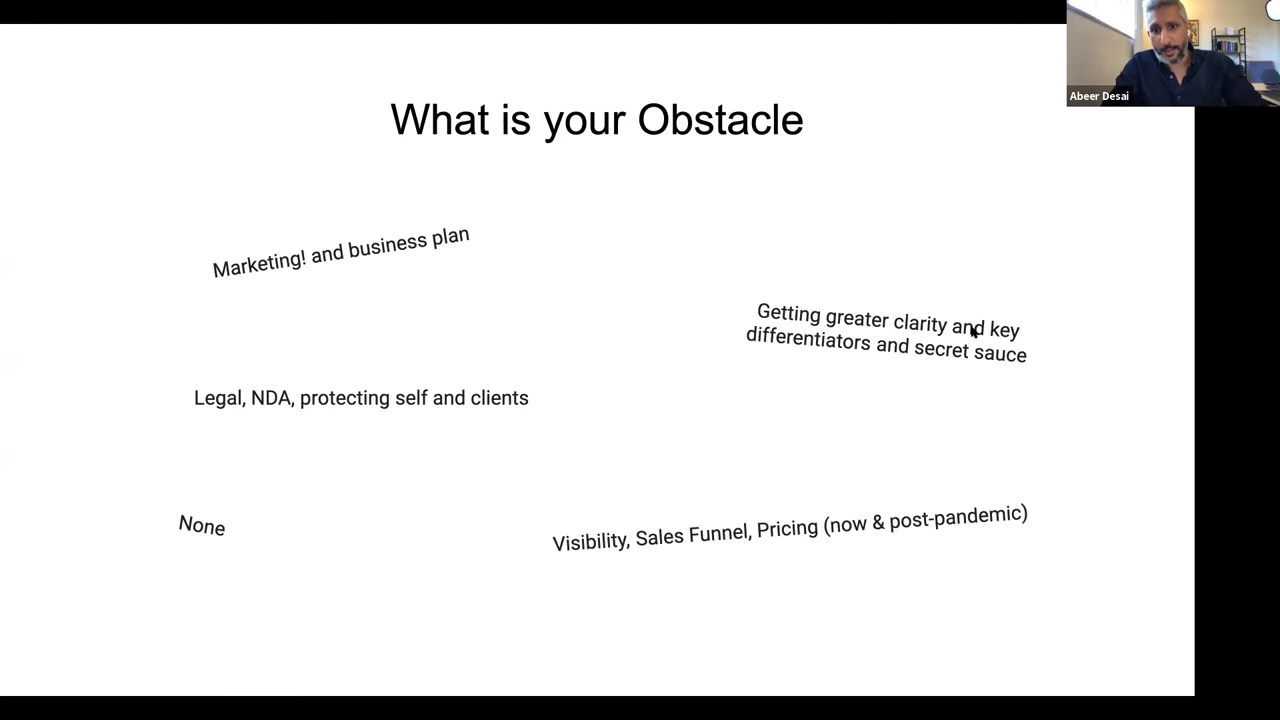 Abeer Desai
What is your Obstacle
Marketing! and business plan
Getting greater clarity and key
differentiators and secret sauce
Legal, NDA, protecting self and clients
None
Visibility, Sales Funnel, Pricing (now & post-pandemic)